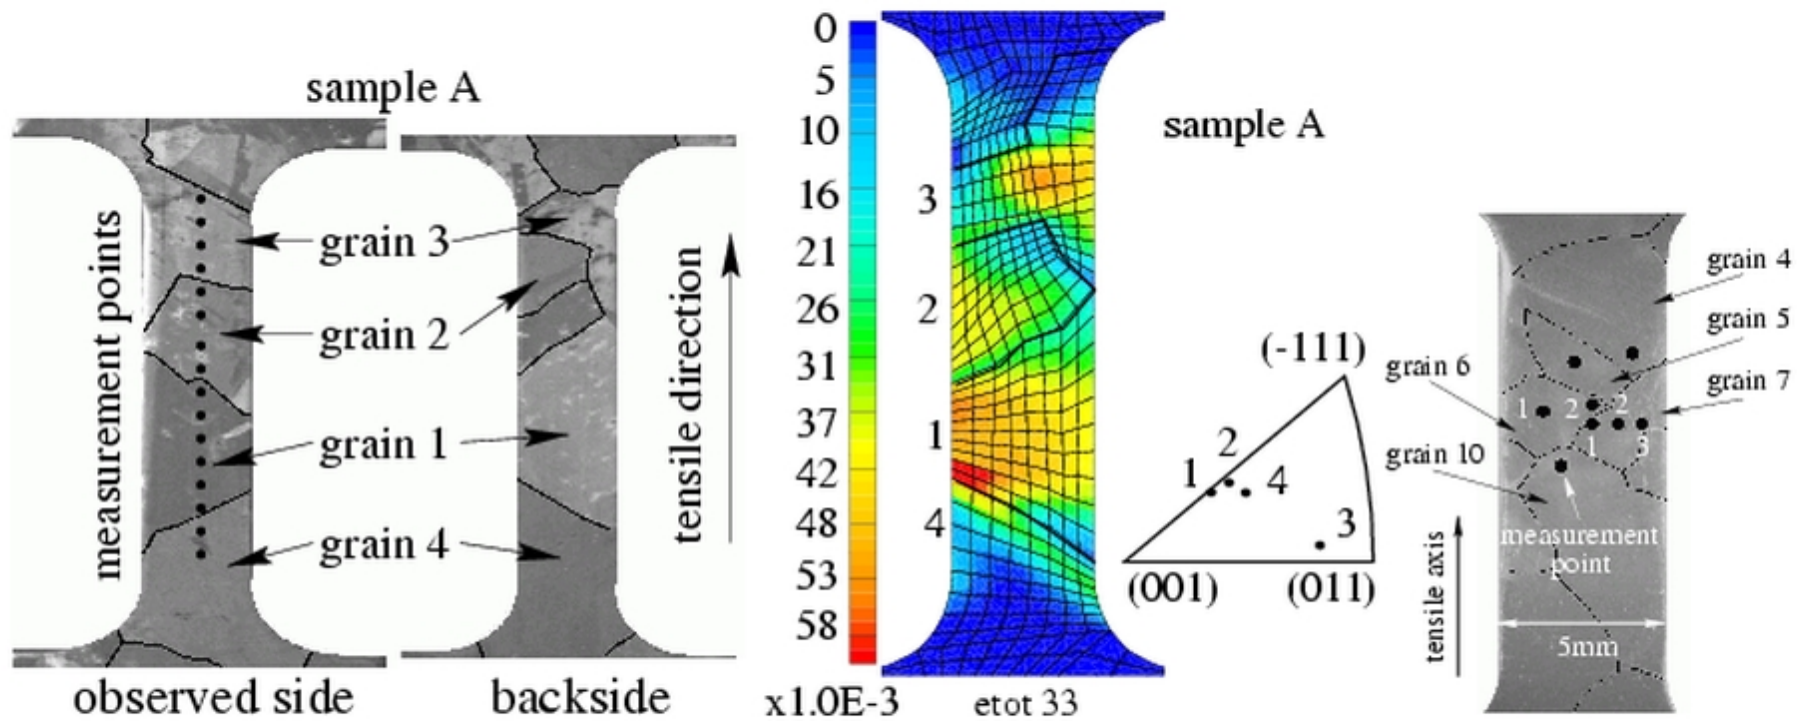 sample A
measurement points
grain 3
grain 2
grain 1
grain 4
tensile direction
observed side
backside
0
5
10
16
21
26
31
37
42
48
53
58
x1.0E-3
etot 33
3
2
1
4
sample A
(-111)
2
1
4
3
(001)
(011)
grain 4
grain 5
grain 6
grain 7
1
2
2
1
3
grain 10
measurement
point
tensile axis
5mm